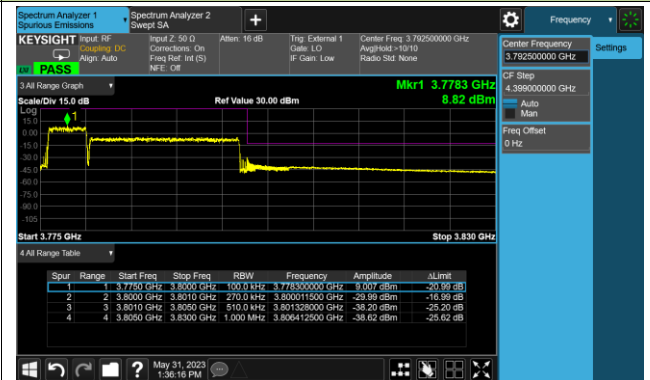 Spectrum Analyzer 1
Spurious Emissions
Spectrum Analyzer 2
Swept SA
Frequency
KEYSIGHT
Input: RF
Coupling: DC
Align: Auto
Input Z: 50 Ω
Corrections: On
Freq Ref: Int (S)
NFE: Off
Atten: 16 dB
Trig: External 1
Gate: LO
IF Gain: Low
Center Freq: 3.792500000 GHz
Avg|Hold:>10/10
Radio Std: None
PASS
Center Frequency
3.792500000 GHz
Settings
CF Step
4.399000000 GHz
Auto
Man
Freq Offset
0 Hz
3 All Range Graph
Mkr1 3.7783 GHz
Scale/Div 15.0 dB
Ref Value 30.00 dBm
8.82 dBm
Log
1
15.0
0.00
-15.0
-30.0
-45.0
-60.0
-75.0
-90.0
-105
Start 3.775 GHz
Stop 3.830 GHz
4 All Range Table
Spur Range Start Freq Stop Freq RBW Frequency Amplitude ΔLimit
1 1 3.7750 GHz 3.8000 GHz 100.0 kHz 3.778300000 GHz 9.007 dBm -20.99 dB
2 2 3.8000 GHz 3.8010 GHz 270.0 kHz 3.800011500 GHz -29.99 dBm -16.99 dB
3 3 3.8010 GHz 3.8050 GHz 510.0 kHz 3.801328000 GHz -38.20 dBm -25.20 dB
4 4 3.8050 GHz 3.8300 GHz 1.000 MHz 3.806412500 GHz -38.62 dBm -25.62 dB
May 31, 2023
1:36:16 PM